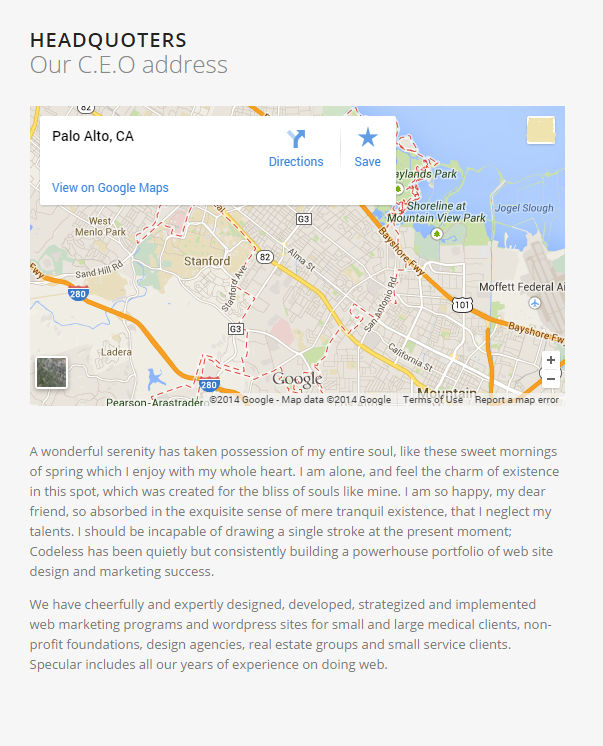 HEADQUOTERS
Our C.E.O address
82
Palo Alto, CA
Directions
Save
View on Google Maps
aylands Park
Shoreline at
Mountain View Park
Jogel Slough
West
Menlo Park
G3
Stanford
82
Alma St
Bayshore Fwy
Sand Hill Rd
Fwy
280
Stanford Ave
San Antonio Rd
Moffett Federal Ai
101
G3
Bayshore Fw
Ladera
California St
280
Google
Mountain
Pearson-Arastrader
+
−
©2014 Google - Map data ©2014 Google
Terms of Use
Report a map error
A wonderful serenity has taken possession of my entire soul, like these sweet mornings
of spring which I enjoy with my whole heart. I am alone, and feel the charm of existence
in this spot, which was created for the bliss of souls like mine. I am so happy, my dear
friend, so absorbed in the exquisite sense of mere tranquil existence, that I neglect my
talents. I should be incapable of drawing a single stroke at the present moment;
Codeless has been quietly but consistently building a powerhouse portfolio of web site
design and marketing success.
We have cheerfully and expertly designed, developed, strategized and implemented
web marketing programs and wordpress sites for small and large medical clients, non-
profit foundations, design agencies, real estate groups and small service clients.
Specular includes all our years of experience on doing web.